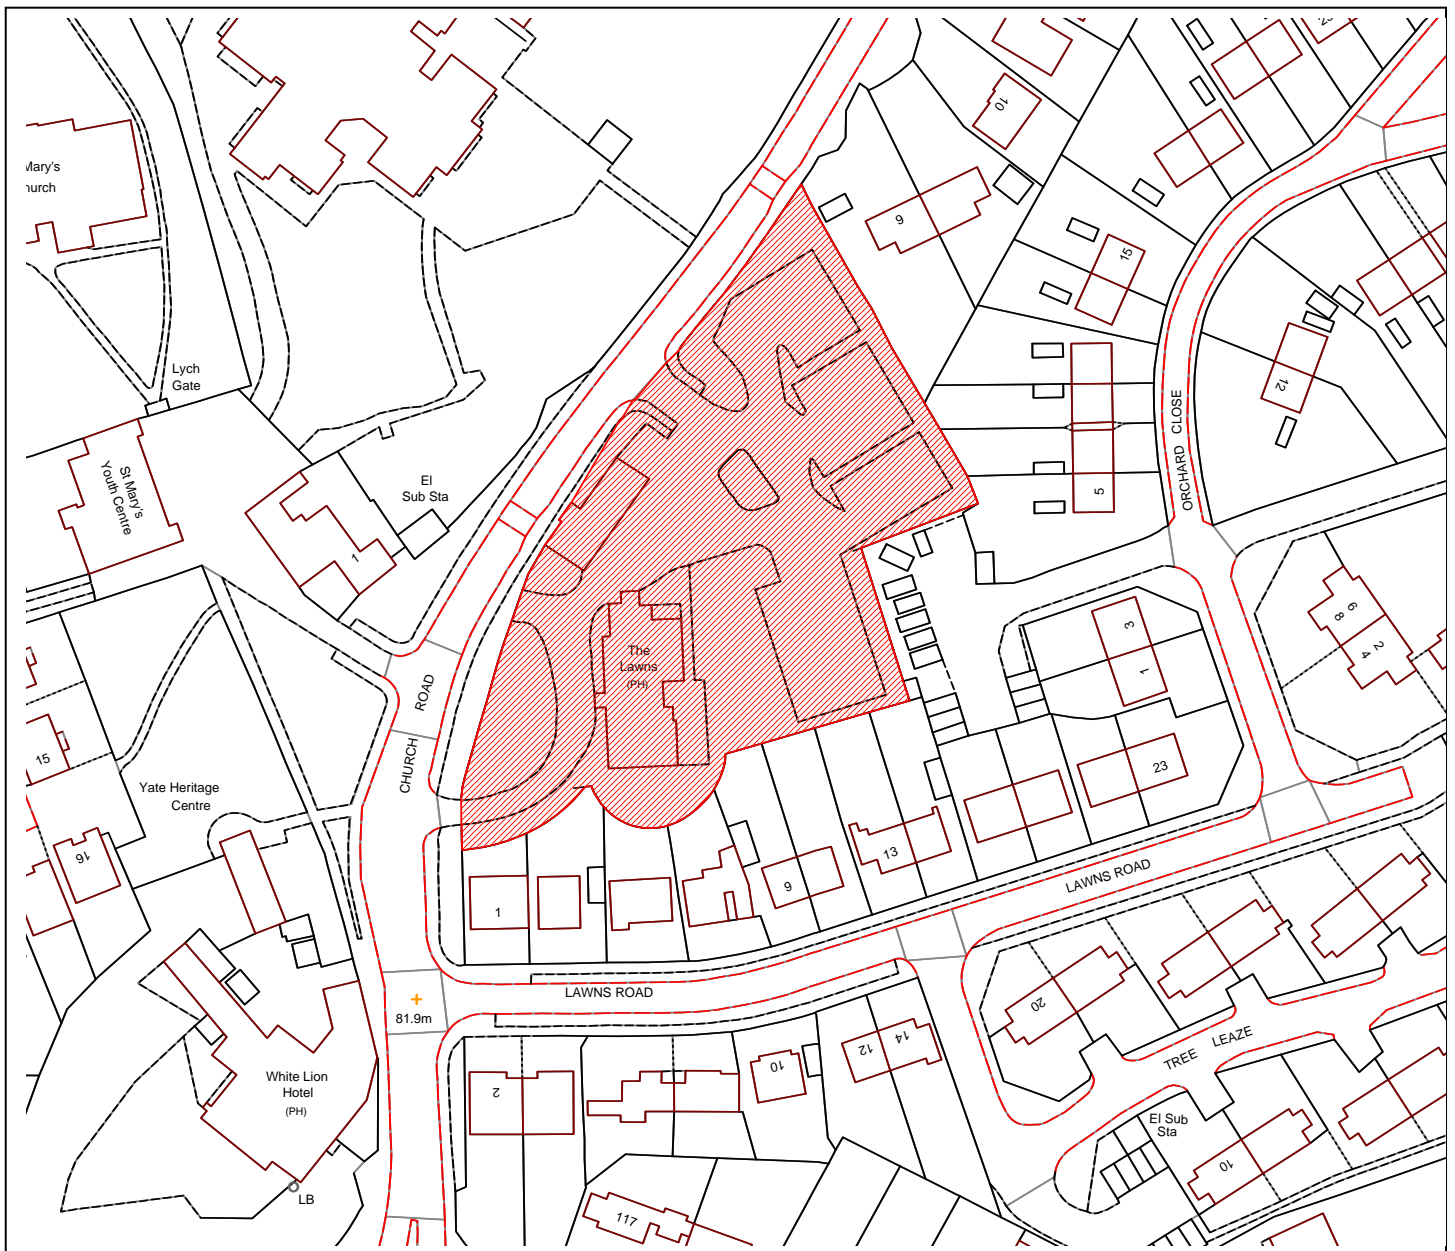 10
9
15
12
5
ORCHARD CLOSE
Mary's
Lych
Gate
St Mary's
Youth Centre
El
Sub Sta
1
The
Lawns
(PH)
ROAD
CHURCH
6
8
2
4
3
1
23
15
16
Yate Heritage
Centre
1
9
13
LAWNS ROAD
LAWNS ROAD
81.9m
White Lion
Hotel
(PH)
LB
2
10
12
14
20
TREE LEAZE
El Sub
Sta
10
117